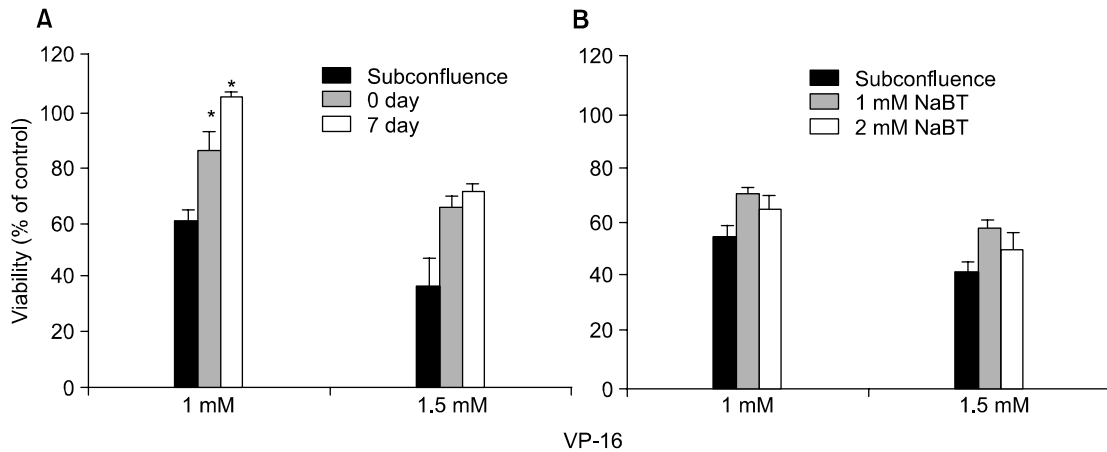 A
Viability (% of control)
120
100
80
60
40
20
0
Subconfluence
0 day
7 day
*
*
1 mM
1.5 mM
B
120
100
80
60
40
20
0
Subconfluence
1 mM NaBT
2 mM NaBT
1 mM
1.5 mM
VP-16